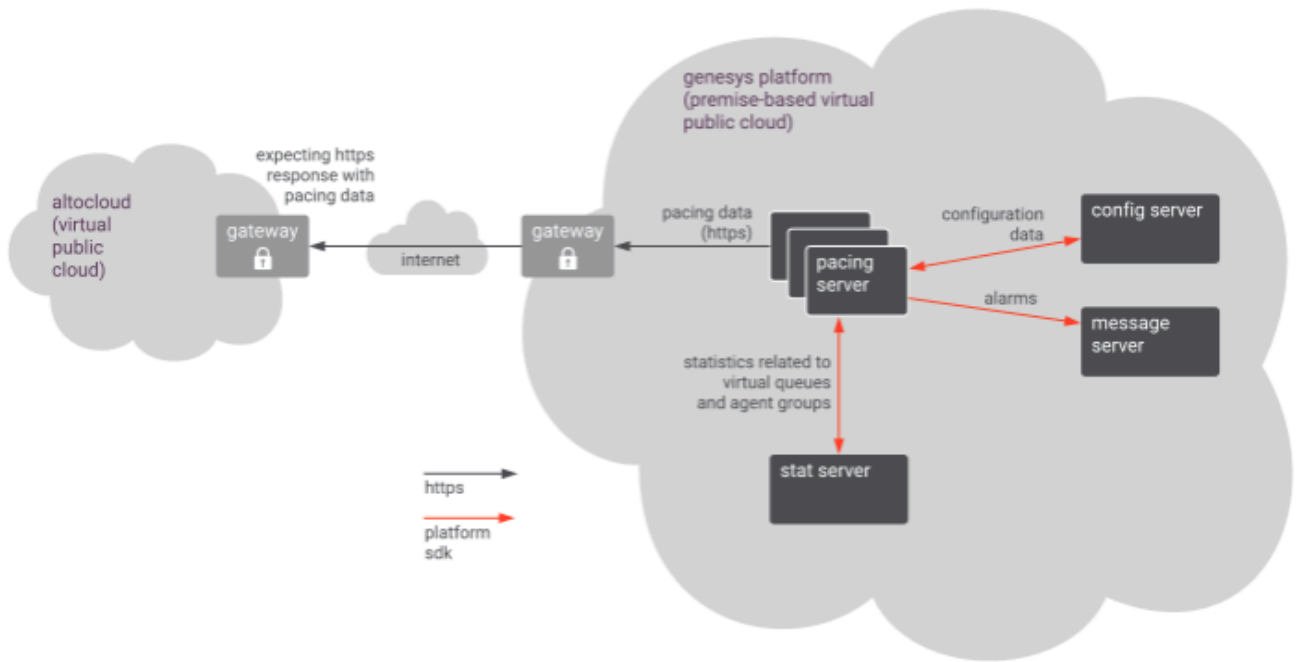 genesys platform
(premise-based virtual
public cloud)
expecting https
response with
pacing data
altocloud
(virtual
public
cloud)
gateway
internet
gateway
pacing data
(https)
pacing
server
configuration
data
config server
alarms
message
server
statistics related to
virtual queues
and agent groups
stat server
https
platform
sdk